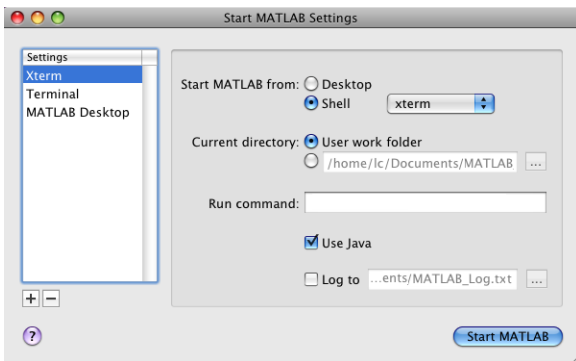 Start MATLAB Settings
Settings
Xterm
Terminal
MATLAB Desktop
Start MATLAB from: Desktop
Shell xterm
Current directory: User work folder
/home/lc/Documents/MATLAB ...
Run command:
Use Java
Log to ...ents/MATLAB_Log.txt ...
+ −
? Start MATLAB